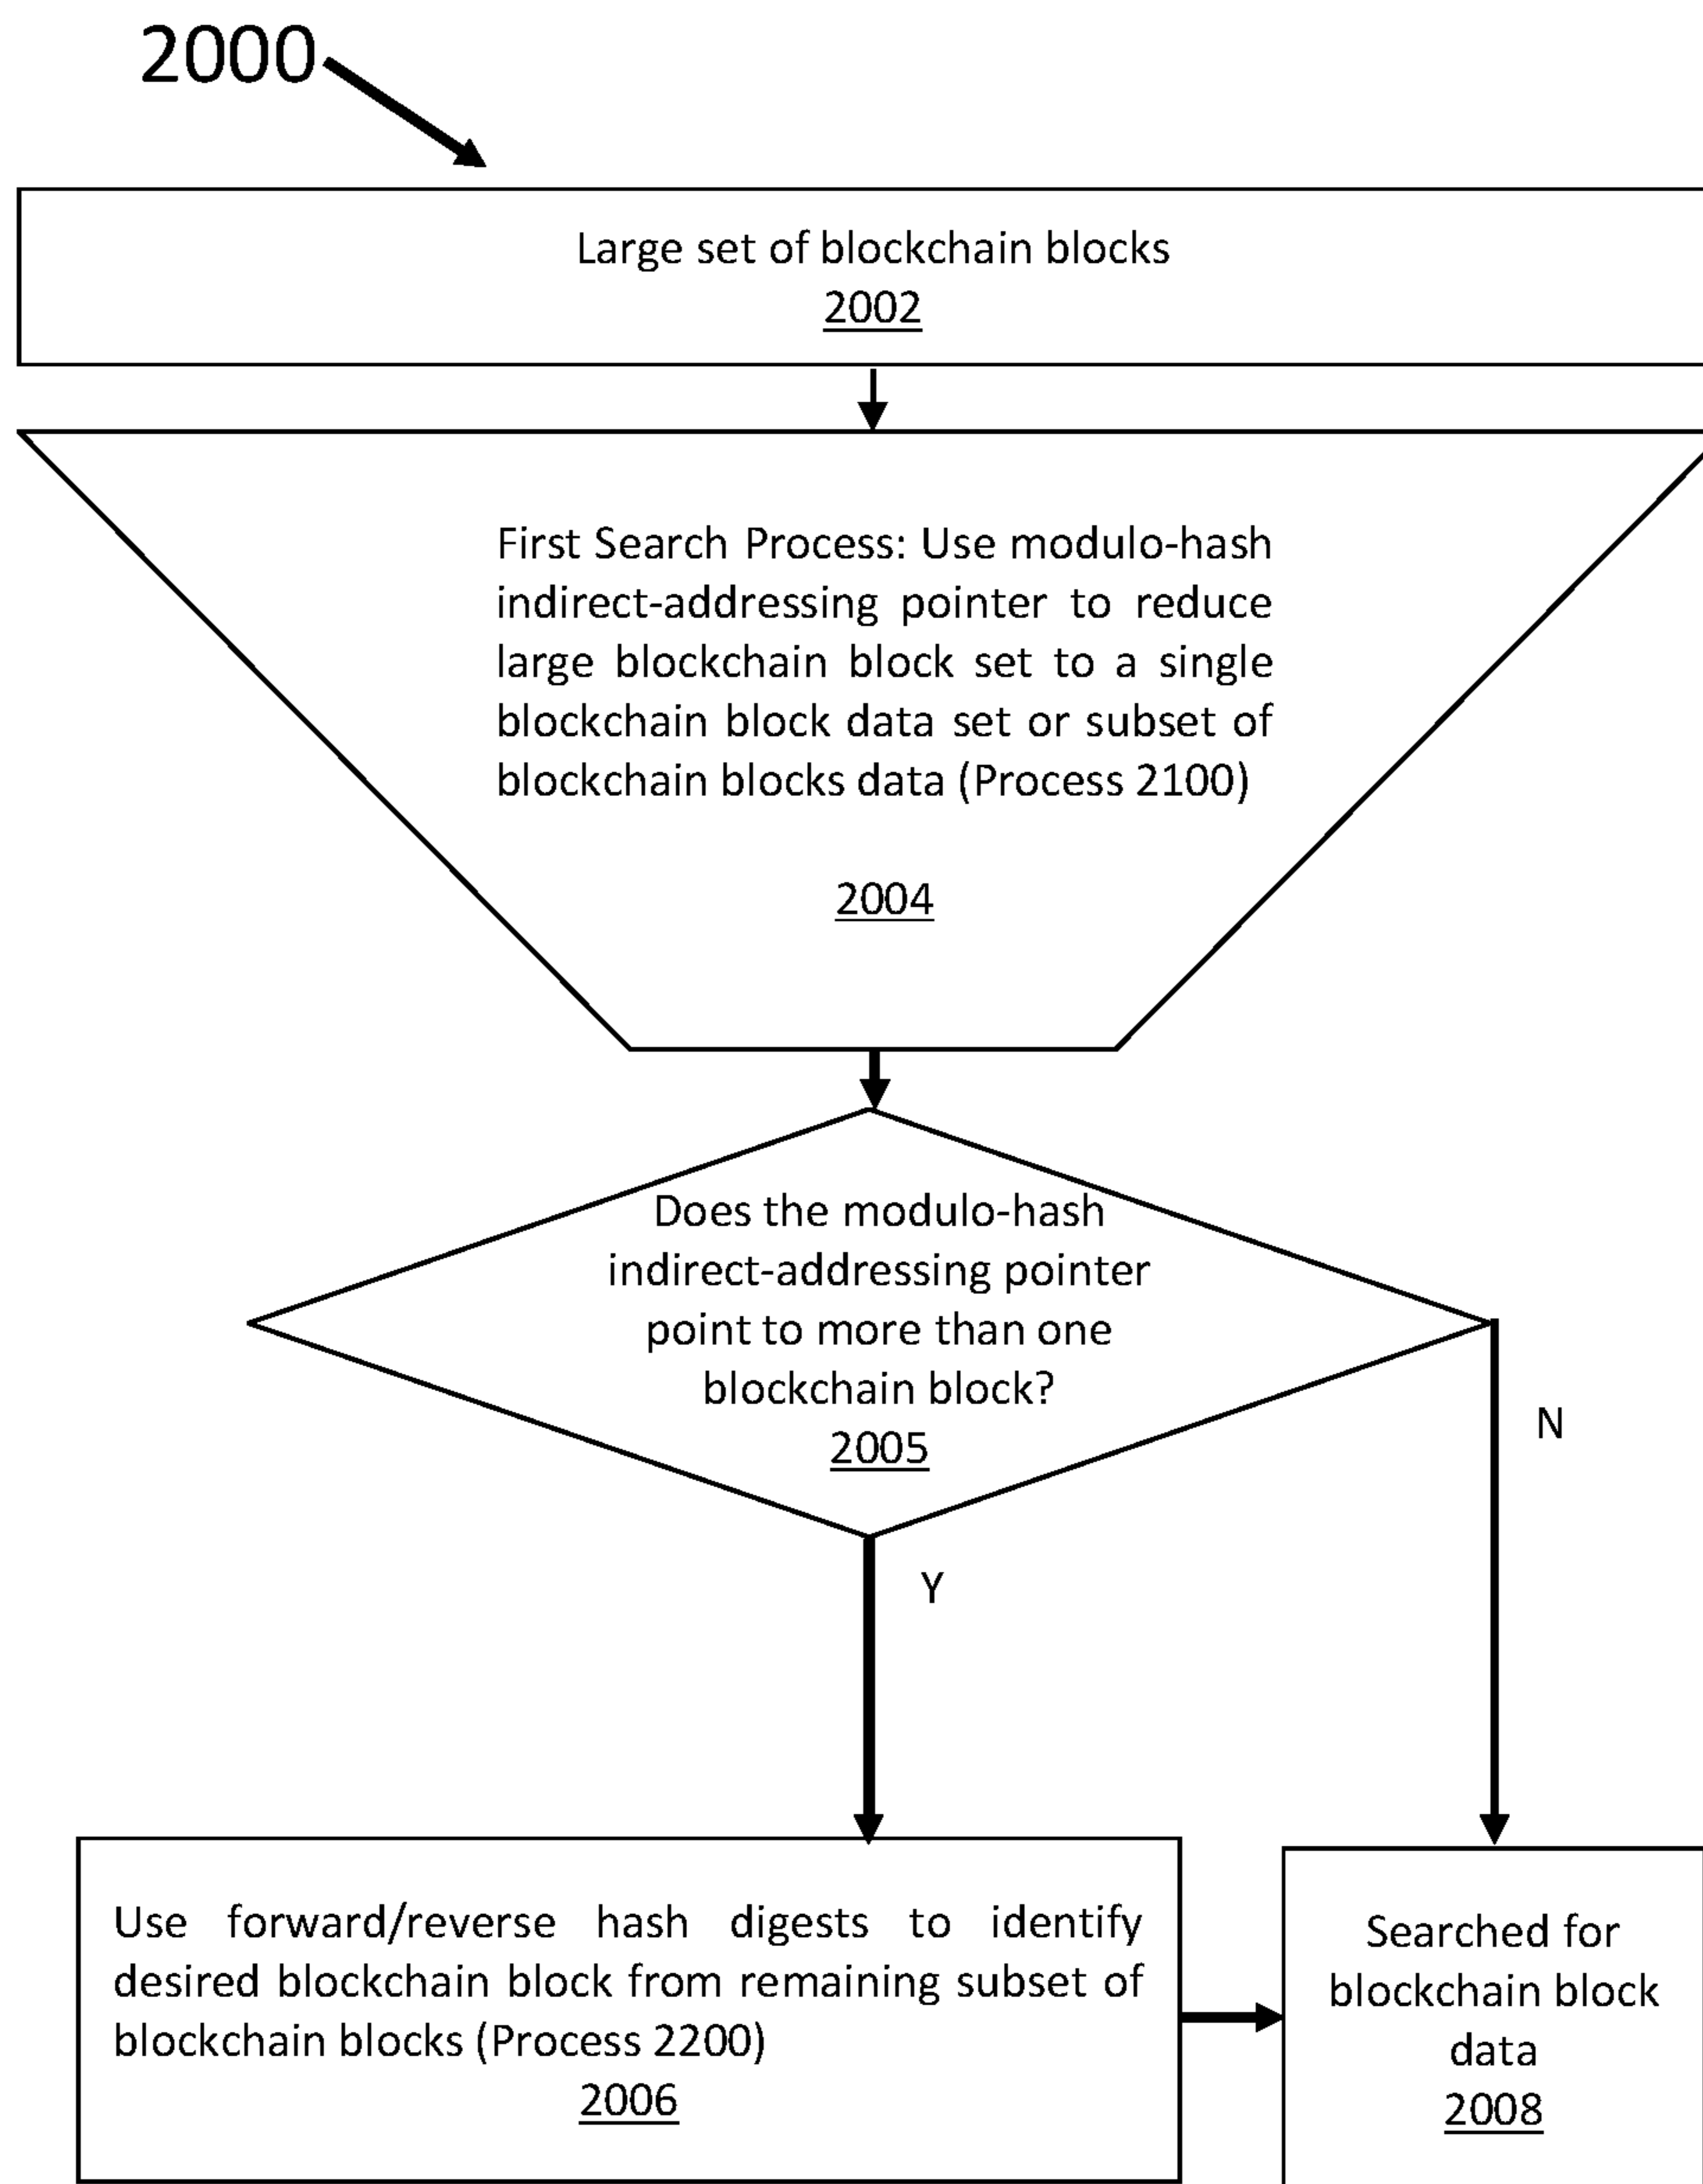 2000
Large set of blockchain blocks
2002
First Search Process: Use modulo-hash
indirect-addressing pointer to reduce
large blockchain block set to a single
blockchain block data set or subset of
blockchain blocks data (Process 2100)
2004
Does the modulo-hash
indirect-addressing pointer
point to more than one
blockchain block?
2005
N
Y
Use forward/reverse hash digests to identify
desired blockchain block from remaining subset of
blockchain blocks (Process 2200)
2006
Searched for
blockchain block
data
2008